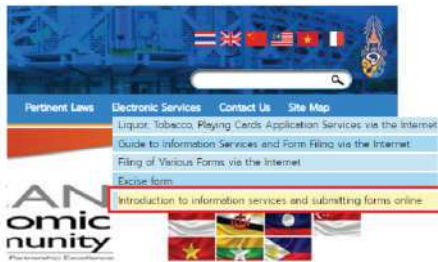 Pertinent Laws Electronic Services Contact Us Site Map
Liquor, Tobacco, Playing Cards Application Services via the Internet
Guide to Information Services and Form Filing via the Internet
Filing of Various Forms via the Internet
Excise form
Introduction to information services and submitting forms online
AN
omic
nunity
Partnership Excellence